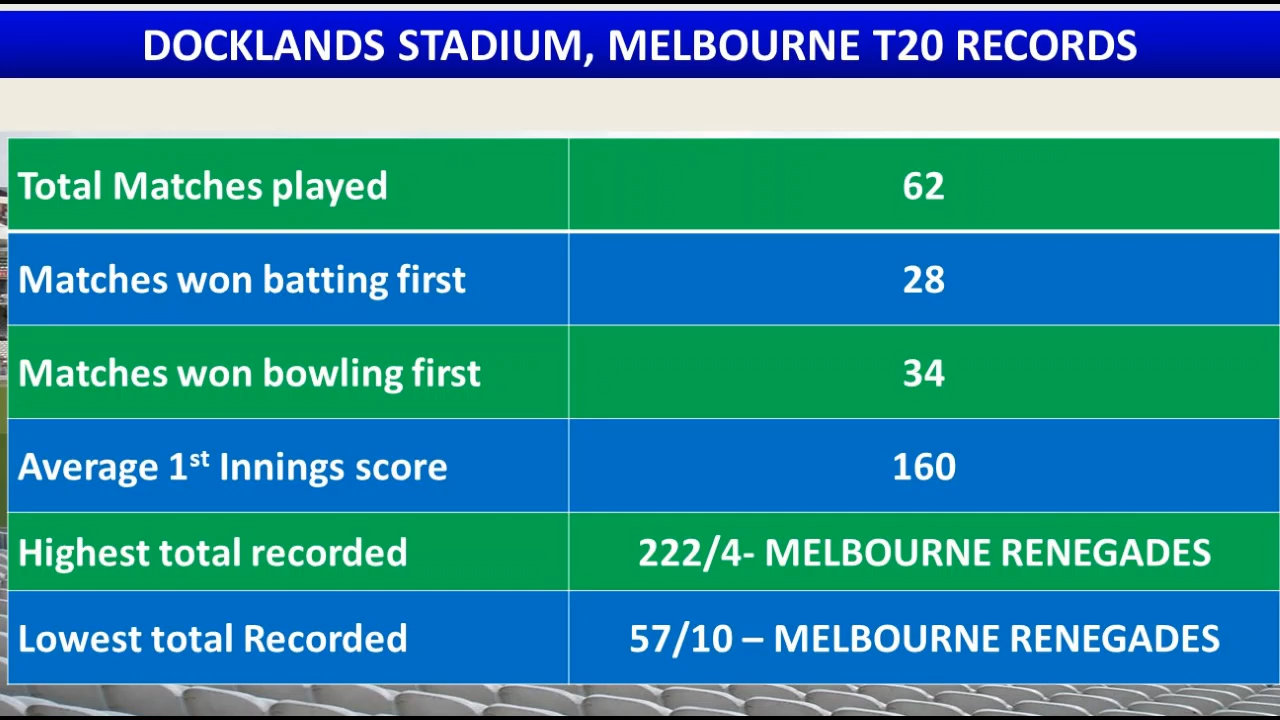 DOCKLANDS STADIUM, MELBOURNE T20 RECORDS
Total Matches played 62
Matches won batting first 28
Matches won bowling first 34
Average 1st Innings score 160
Highest total recorded 222/4- MELBOURNE RENEGADES
Lowest total Recorded 57/10 – MELBOURNE RENEGADES